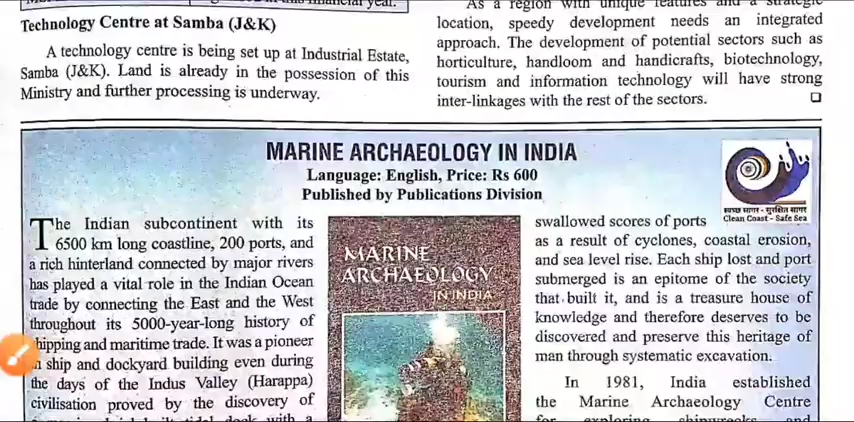 Technology Centre at Samba (J&K)
A technology centre is being set up at Industrial Estate,
Samba (J&K). Land is already in the possession of this
Ministry and further processing is underway.
As a region with unique features and a strategic
location, speedy development needs an integrated
approach. The development of potential sectors such as
horticulture, handloom and handicrafts, biotechnology,
tourism and information technology will have strong
inter-linkages with the rest of the sectors.
MARINE ARCHAEOLOGY IN INDIA
Language: English, Price: Rs 600
Published by Publications Division
स्वच्छ सागर - सुरक्षित सागर
Clean Coast - Safe Sea
The Indian subcontinent with its
6500 km long coastline, 200 ports, and
a rich hinterland connected by major rivers
has played a vital role in the Indian Ocean
trade by connecting the East and the West
throughout its 5000-year-long history of
shipping and maritime trade. It was a pioneer
in ship and dockyard building even during
the days of the Indus Valley (Harappa)
civilisation proved by the discovery of
MARINE
ARCHAEOLOGY
IN INDIA
swallowed scores of ports
as a result of cyclones, coastal erosion,
and sea level rise. Each ship lost and port
submerged is an epitome of the society
that built it, and is a treasure house of
knowledge and therefore deserves to be
discovered and preserve this heritage of
man through systematic excavation.
In 1981, India established
the Marine Archaeology Centre
for exploring shipwrecks and